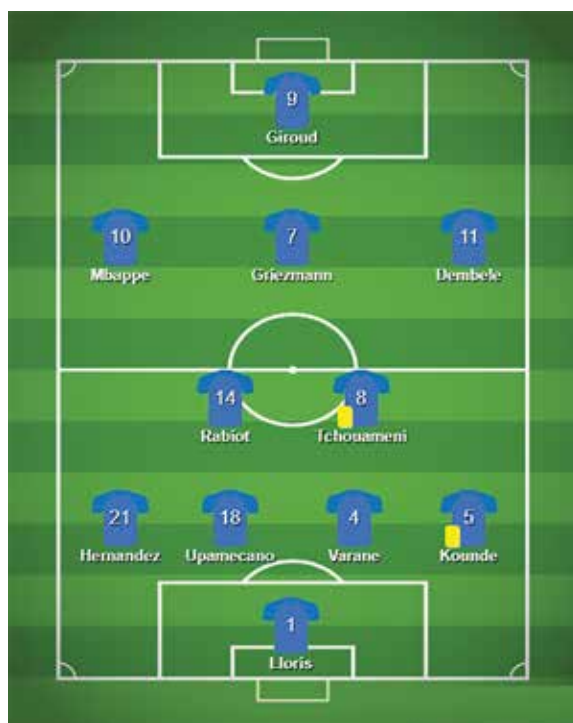 9
Giroud
10
Mbappe
7
Griezmann
11
Dembele
14
Rabiot
8
Tchouameni
21
Hernandez
18
Upamecano
4
Varane
5
Kounde
1
Lloris